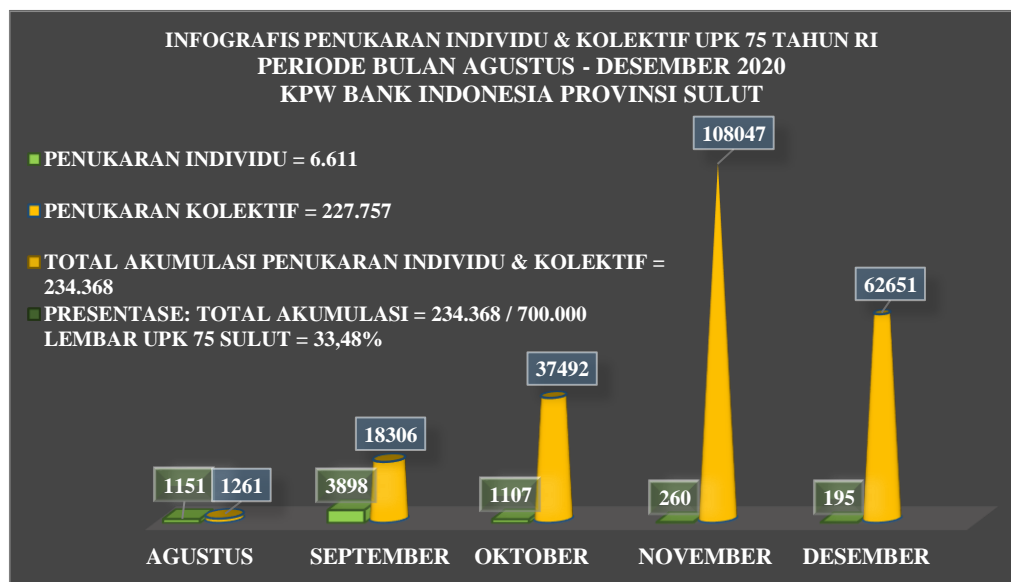 INFOGRAFIS PENUKARAN INDIVIDU & KOLEKTIF UPK 75 TAHUN RI
PERIODE BULAN AGUSTUS - DESEMBER 2020
KPW BANK INDONESIA PROVINSI SULUT
PENUKARAN INDIVIDU = 6.611
PENUKARAN KOLEKTIF = 227.757
TOTAL AKUMULASI PENUKARAN INDIVIDU & KOLEKTIF =
234.368
PRESENTASE: TOTAL AKUMULASI = 234.368 / 700.000
LEMBAR UPK 75 SULUT = 33,48%
1151
1261
3898
18306
1107
37492
260
108047
195
62651
AGUSTUS
SEPTEMBER
OKTOBER
NOVEMBER
DESEMBER